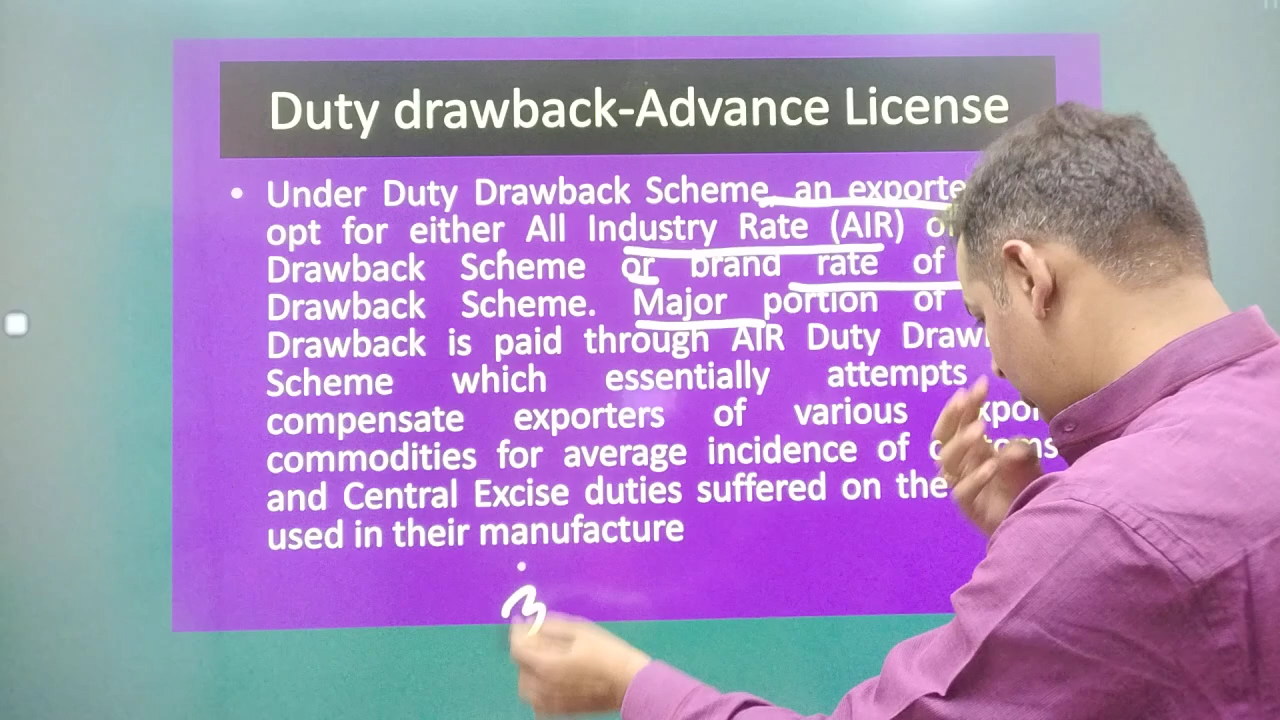 Duty drawback-Advance License
• Under Duty Drawback Scheme, an
opt for either All Industry Rate (AIR)
Drawback Scheme or brand rate of
Drawback Scheme. Major portion of
Drawback is paid through AIR Duty
Scheme which essentially attempts
compensate exporters of various
commodities for average incidence of
and Central Excise duties suffered on the
used in their manufacture